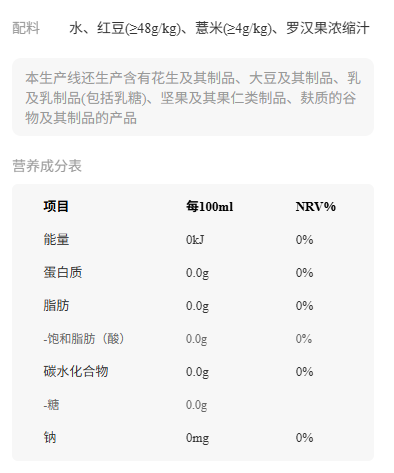 配料 水、红豆(≥48g/kg)、薏米(≥4g/kg)、罗汉果浓缩汁
本生产线还生产含有花生及其制品、大豆及其制品、乳
及乳制品(包括乳糖)、坚果及其果仁类制品、麸质的谷
物及其制品的产品
营养成分表
项目 每100ml NRV%
能量 0kJ 0%
蛋白质 0.0g 0%
脂肪 0.0g 0%
-饱和脂肪（酸） 0.0g 0%
碳水化合物 0.0g 0%
-糖 0.0g
钠 0mg 0%